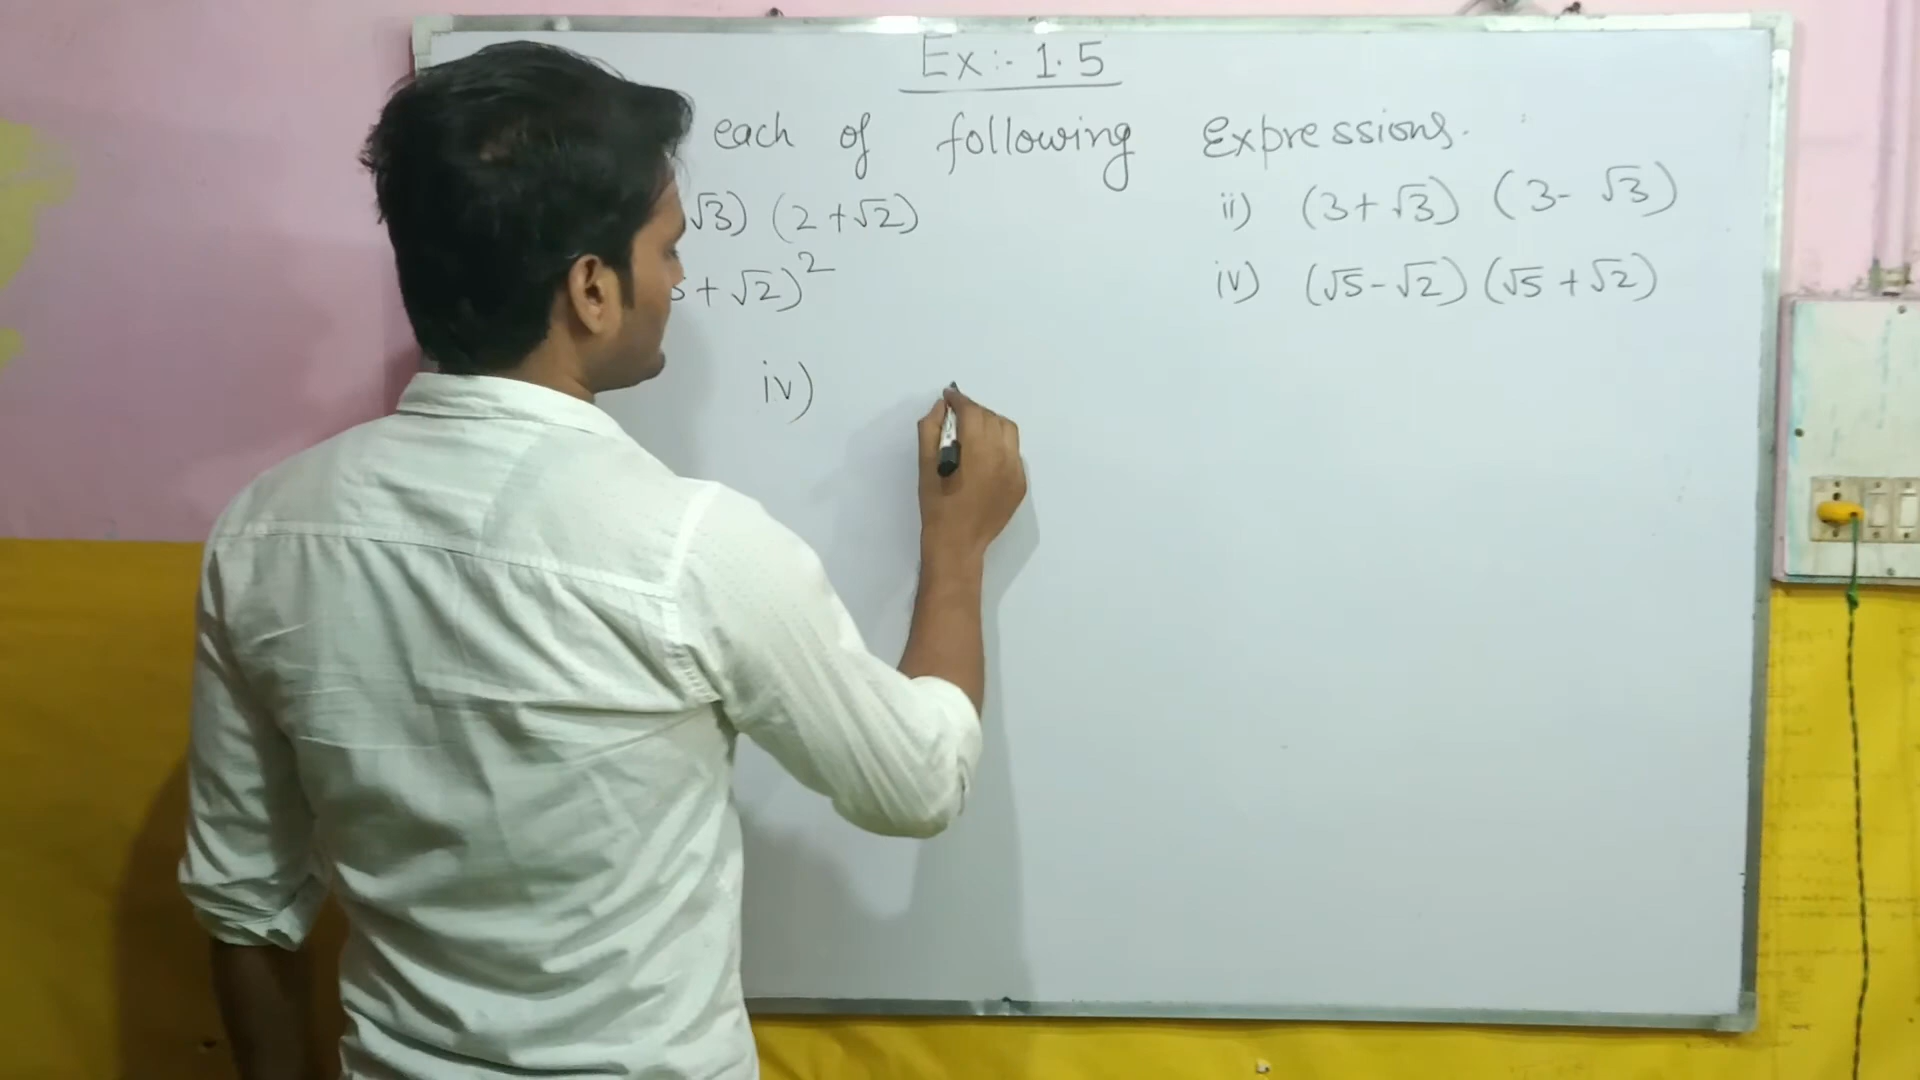 Ex:- 1.5
each of following Expressions.
√3) (2+√2) ii) (3+√3) (3-√3)
5+√2)² iv) (√5-√2) (√5+√2)
iv)